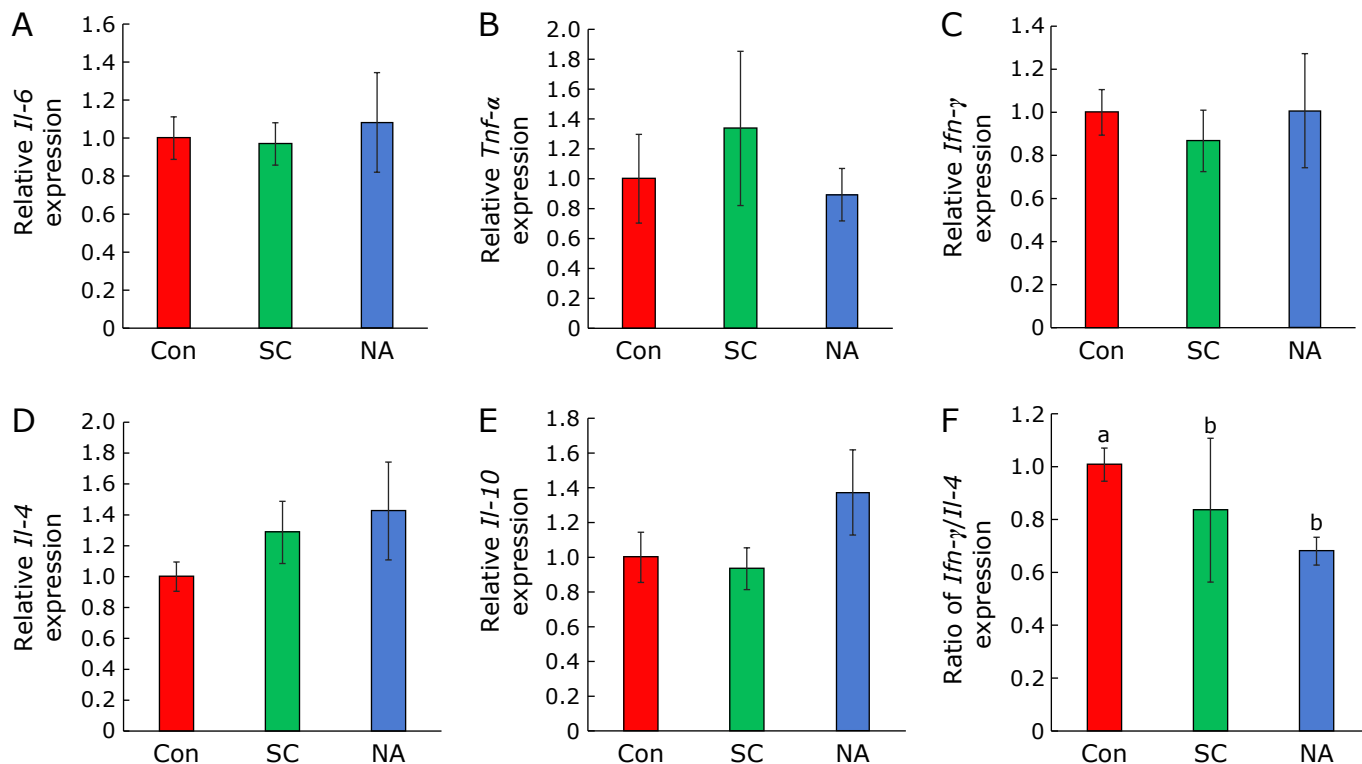 A
Relative Il-6
expression
1.6
1.4
1.2
1.0
0.8
0.6
0.4
0.2
0
Con SC NA
B
Relative Tnf-α
expression
2.0
1.8
1.6
1.4
1.2
1.0
0.8
0.6
0.4
0.2
0
Con SC NA
C
Relative Ifn-γ
expression
1.4
1.2
1.0
0.8
0.6
0.4
0.2
0
Con SC NA
D
Relative Il-4
expression
2.0
1.8
1.6
1.4
1.2
1.0
0.8
0.6
0.4
0.2
0
Con SC NA
E
Relative Il-10
expression
1.8
1.6
1.4
1.2
1.0
0.8
0.6
0.4
0.2
0
Con SC NA
F
Ratio of Ifn-γ/Il-4
expression
1.2
1.0
0.8
0.6
0.4
0.2
0
a
b
b
Con SC NA